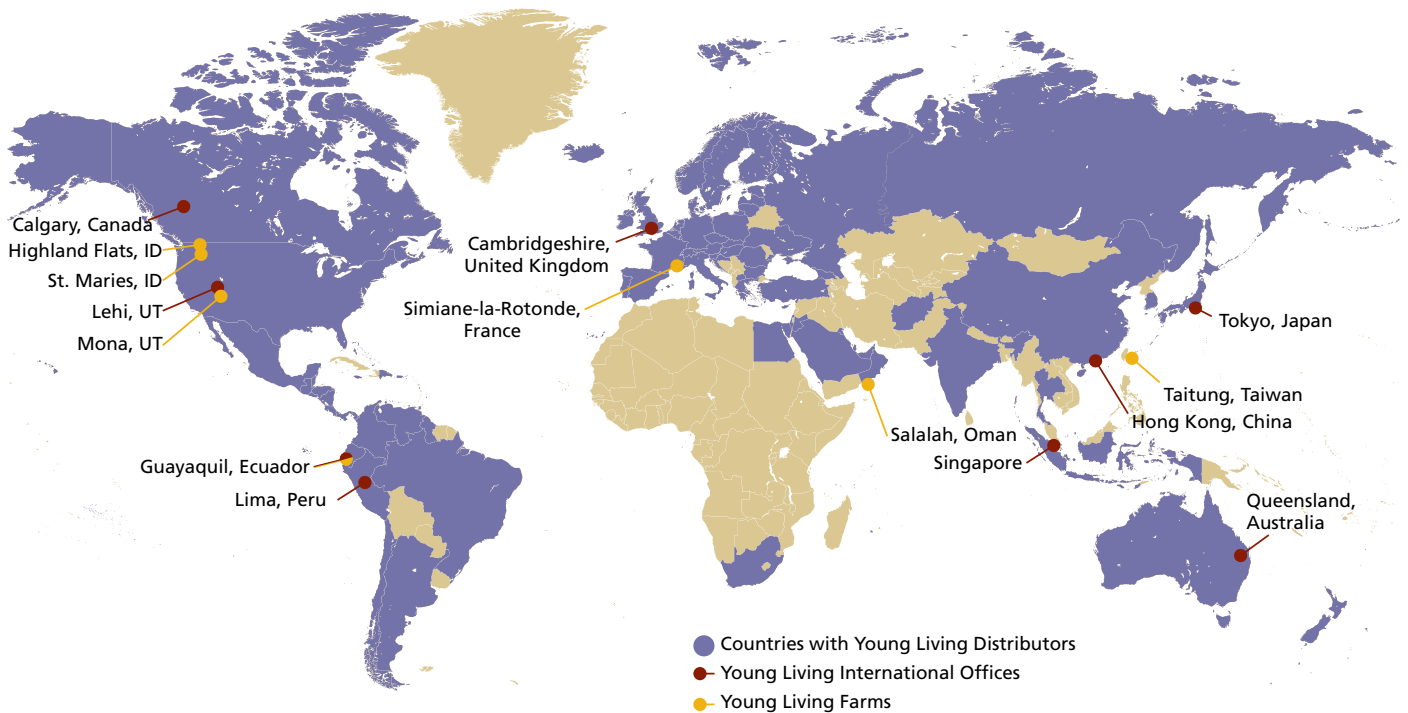 Calgary, Canada
Highland Flats, ID
St. Maries, ID
Lehi, UT
Mona, UT
Guayaquil, Ecuador
Lima, Peru
Cambridgeshire,
United Kingdom
Simiane-la-Rotonde,
France
Tokyo, Japan
Taitung, Taiwan
Hong Kong, China
Salalah, Oman
Singapore
Queensland,
Australia
Countries with Young Living Distributors
Young Living International Offices
Young Living Farms